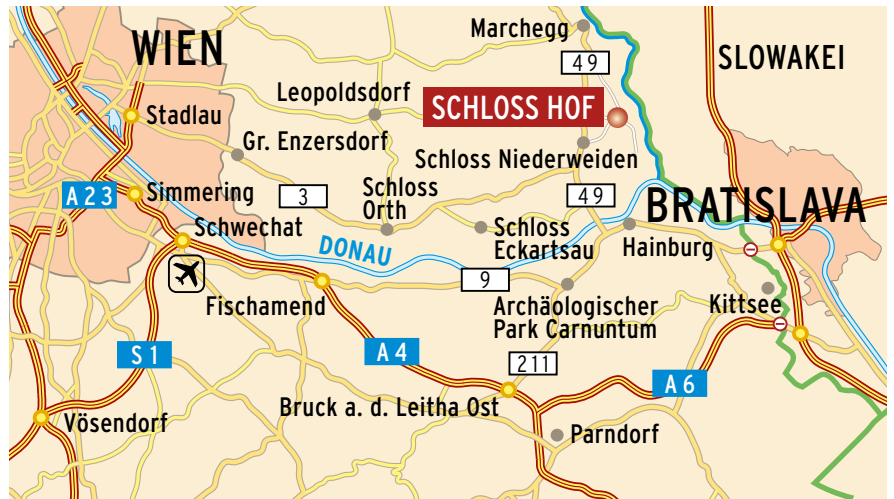 Marchegg
WIEN
49
SLOWAKEI
Leopoldsdorf
SCHLOSS HOF
Stadlau
Gr. Enzersdorf
Schloss Niederweiden
A 23
Simmering
3
Schloss
Orth
49
BRATISLAVA
Schwechat
DONAU
Schloss
Eckartsau
Hainburg
9
Fischamend
Archäologischer
Park Carnuntum
Kittsee
S 1
A 4
211
A 6
Bruck a. d. Leitha Ost
Vösendorf
Parndorf